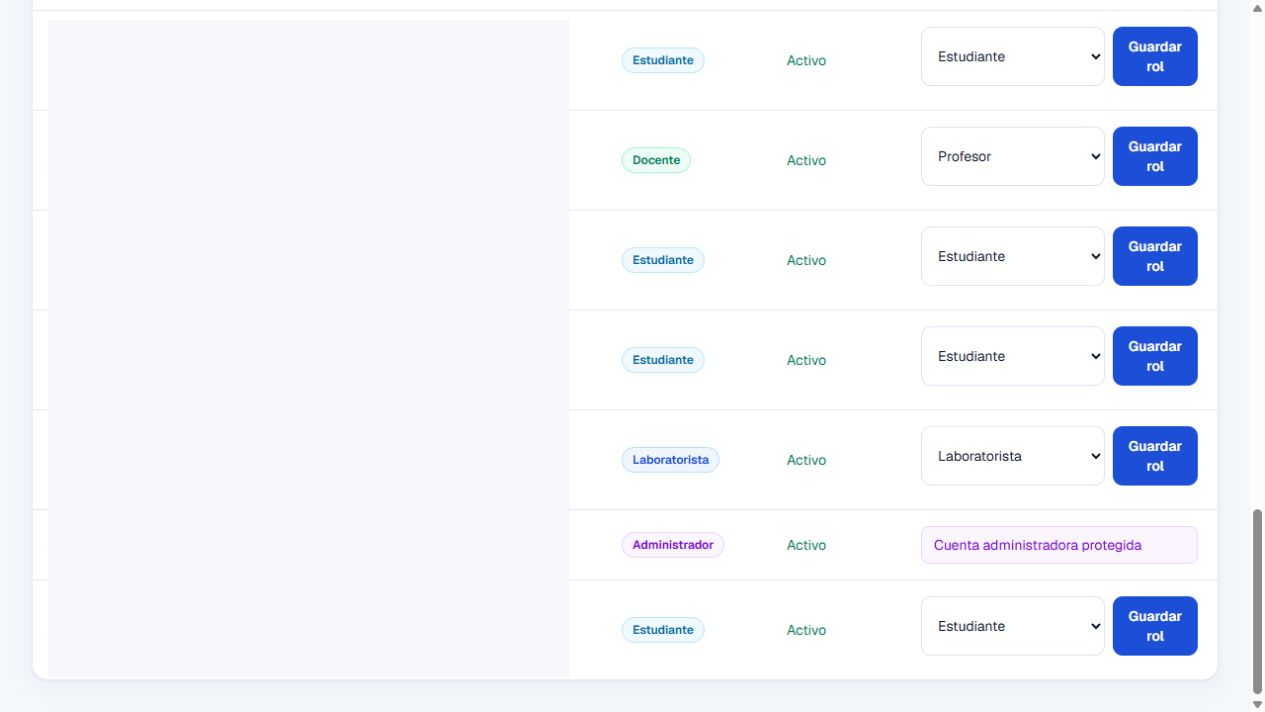 Estudiante Activo Estudiante Guardar
rol
Docente Activo Profesor Guardar
rol
Estudiante Activo Estudiante Guardar
rol
Estudiante Activo Estudiante Guardar
rol
Laboratorista Activo Laboratorista Guardar
rol
Administrador Activo Cuenta administradora protegida
Estudiante Activo Estudiante Guardar
rol